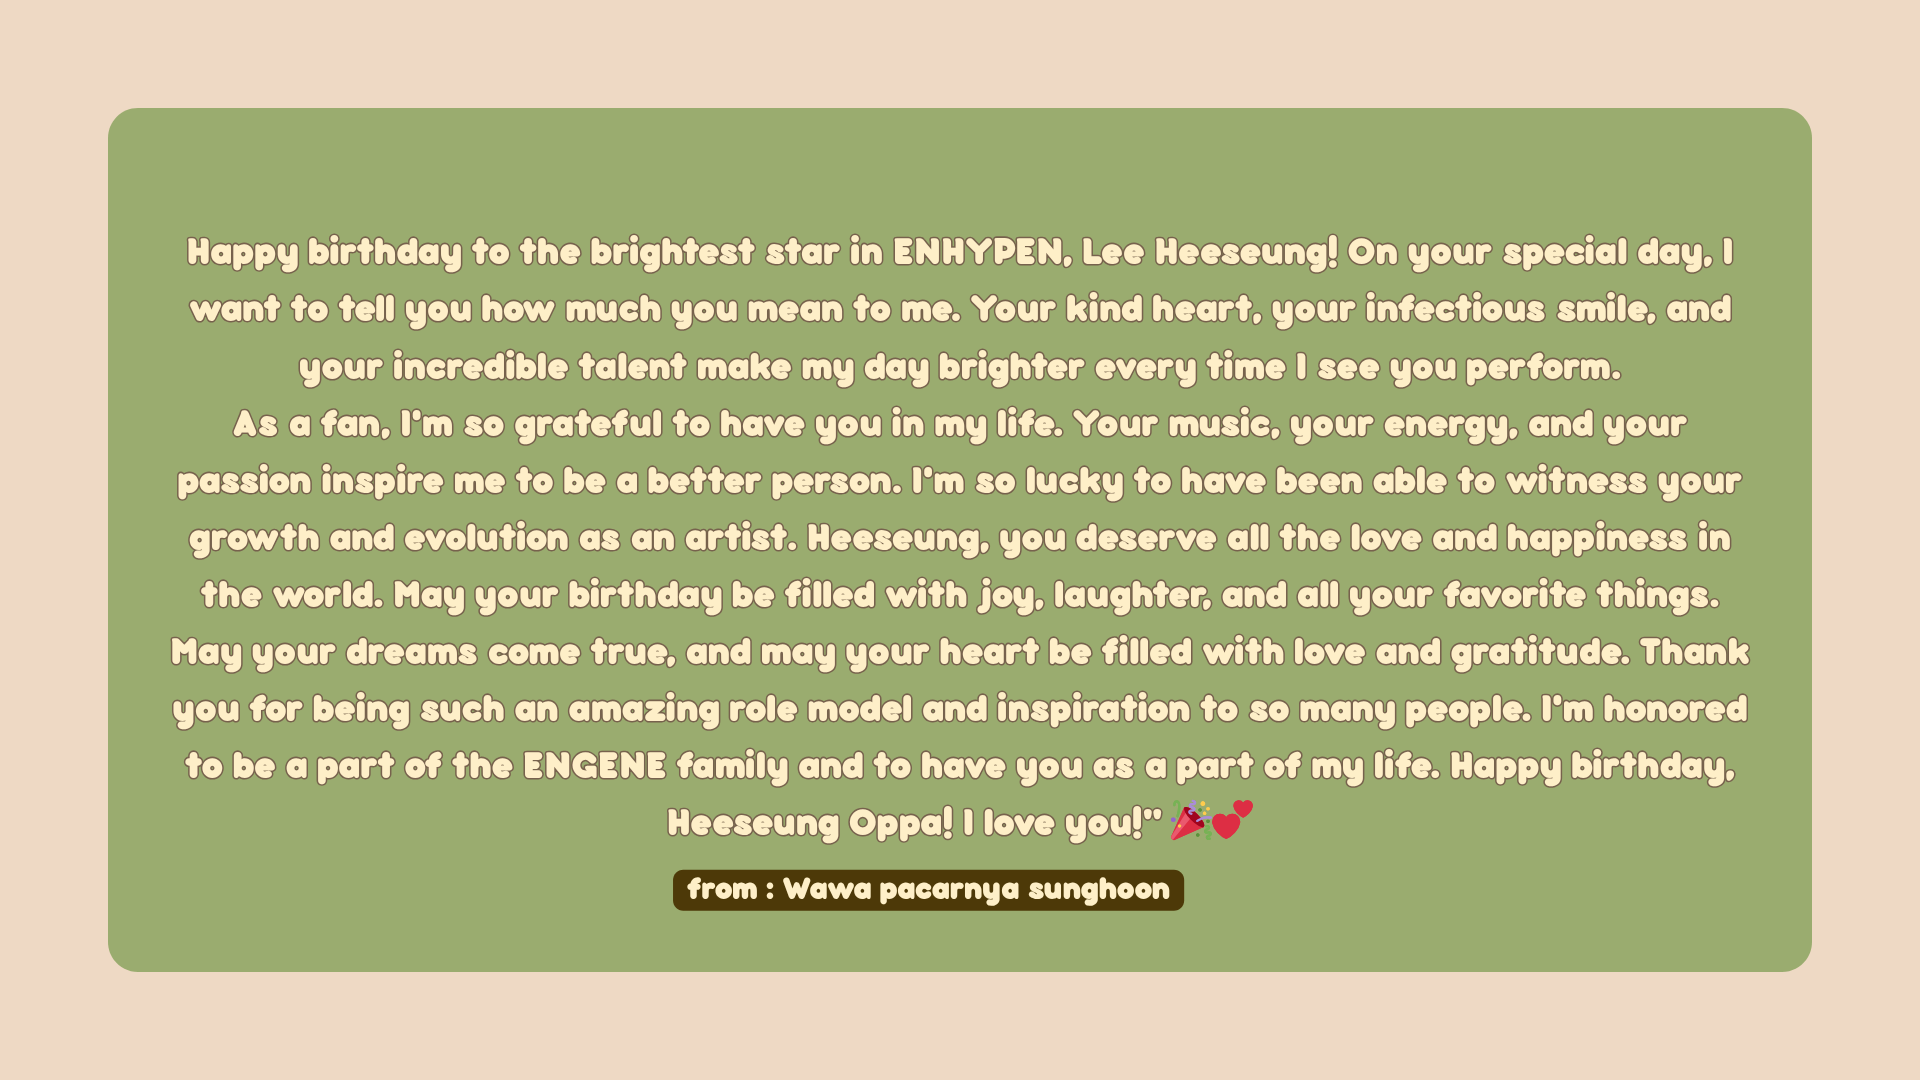 Happy birthday to the brightest star in ENHYPEN, Lee Heeseung! On your special day, I
want to tell you how much you mean to me. Your kind heart, your infectious smile, and
your incredible talent make my day brighter every time I see you perform.
As a fan, I'm so grateful to have you in my life. Your music, your energy, and your
passion inspire me to be a better person. I'm so lucky to have been able to witness your
growth and evolution as an artist. Heeseung, you deserve all the love and happiness in
the world. May your birthday be filled with joy, laughter, and all your favorite things.
May your dreams come true, and may your heart be filled with love and gratitude. Thank
you for being such an amazing role model and inspiration to so many people. I'm honored
to be a part of the ENGENE family and to have you as a part of my life. Happy birthday,
Heeseung Oppa! I love you!" 🎉💕
from : Wawa pacarnya sunghoon